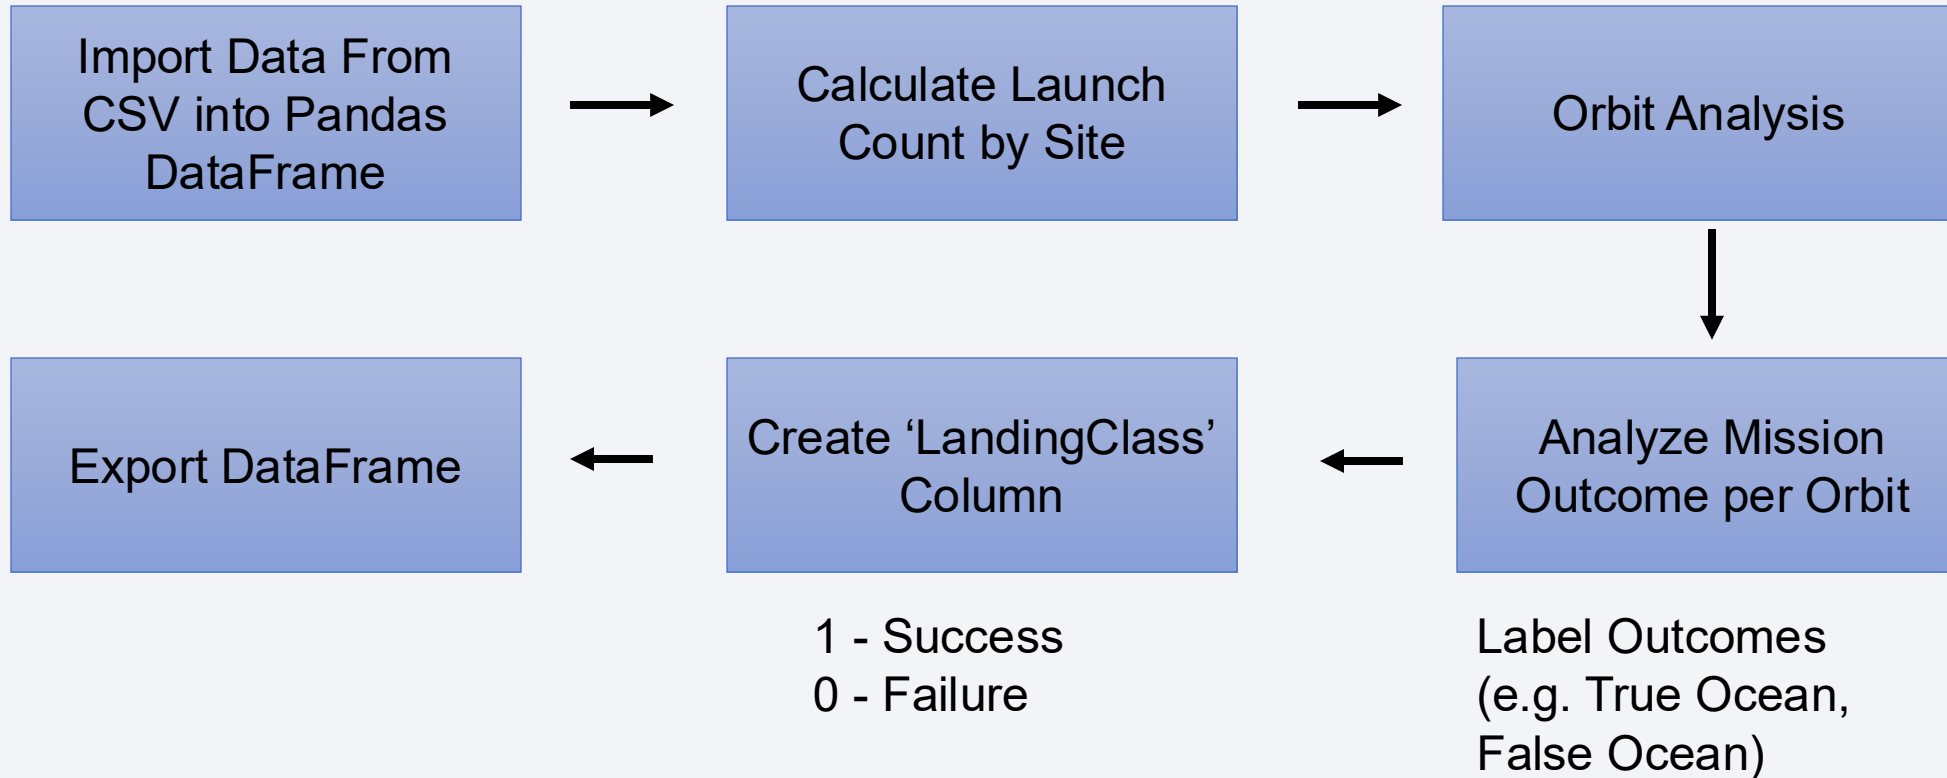 Import Data From
CSV into Pandas
DataFrame
Calculate Launch
Count by Site
Orbit Analysis
Analyze Mission
Outcome per Orbit
Label Outcomes
(e.g. True Ocean,
False Ocean)
Create ‘LandingClass’
Column
1 - Success
0 - Failure
Export DataFrame